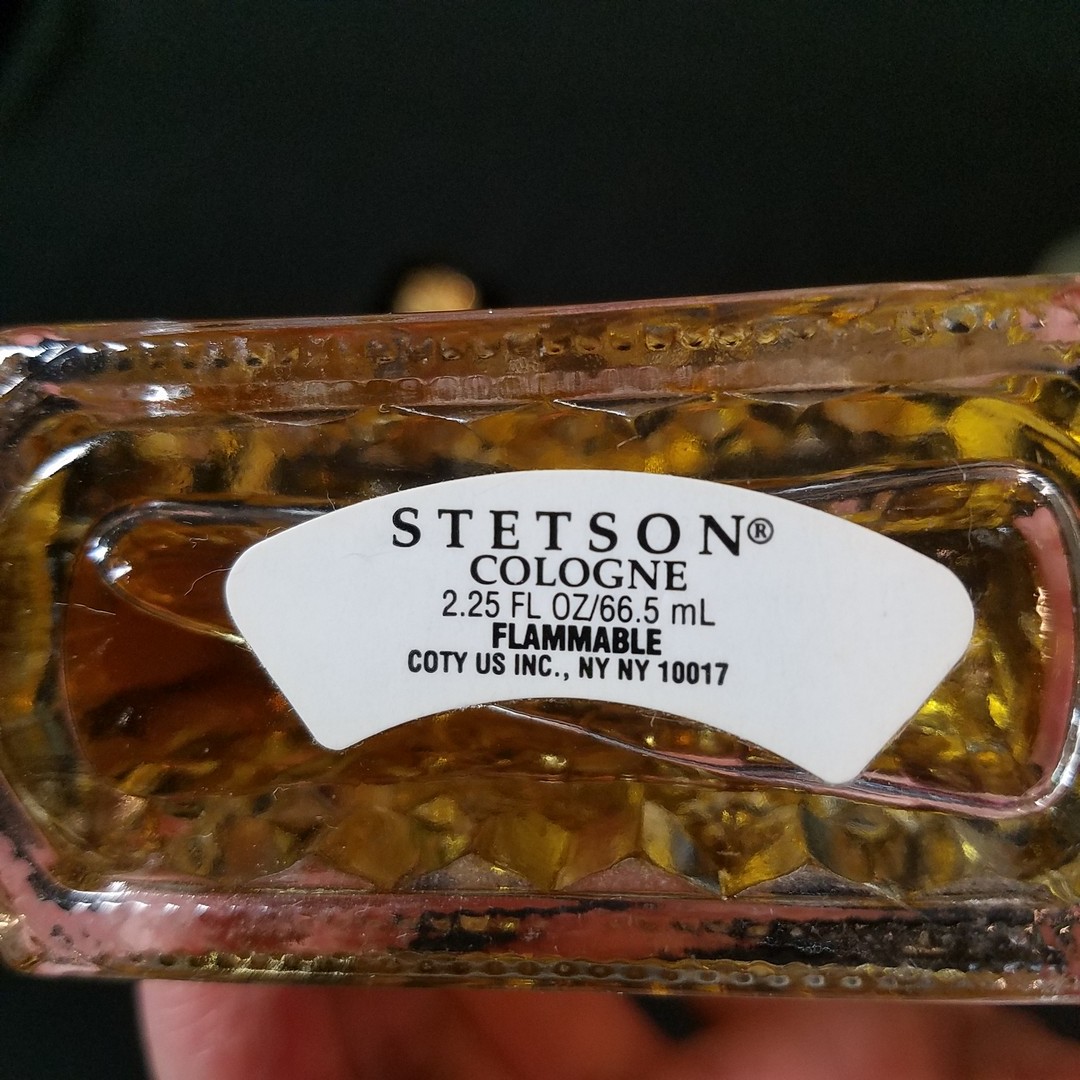 STETSON®
COLOGNE
2.25 FL OZ/66.5 mL
FLAMMABLE
COTY US INC., NY NY 10017